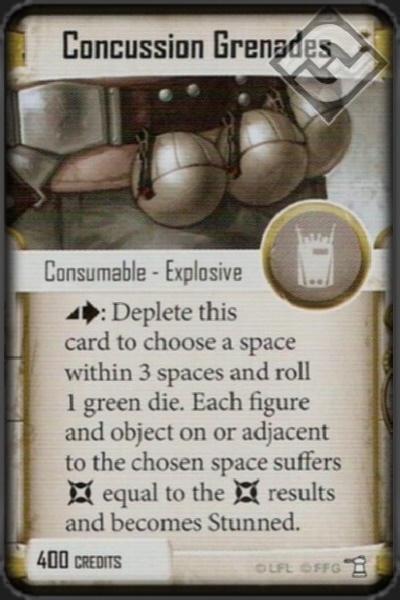 Concussion Grenades
Consumable - Explosive
: Deplete this
card to choose a space
within 3 spaces and roll
1 green die. Each figure
and object on or adjacent
to the chosen space suffers
equal to the results
and becomes Stunned.
400 CREDITS
© LFL © FFG